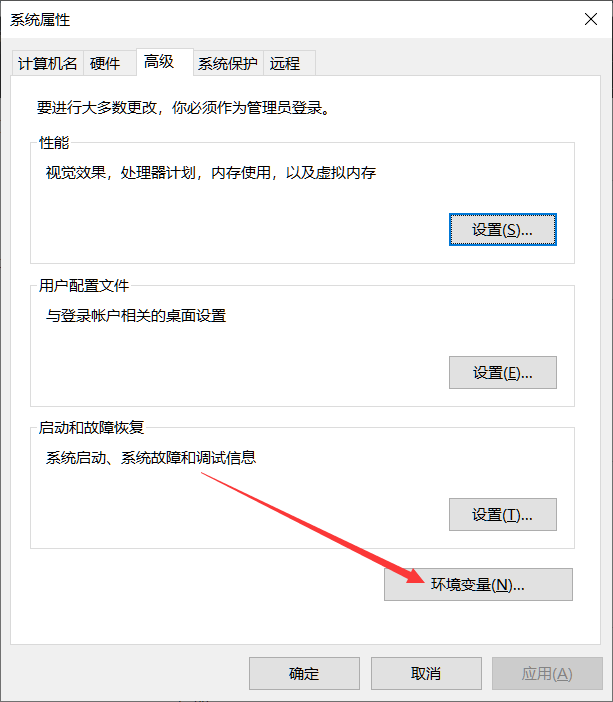 系统属性
计算机名 硬件 高级 系统保护 远程
要进行大多数更改，你必须作为管理员登录。
性能
视觉效果，处理器计划，内存使用，以及虚拟内存
设置(S)...
用户配置文件
与登录帐户相关的桌面设置
设置(E)...
启动和故障恢复
系统启动、系统故障和调试信息
设置(T)...
环境变量(N)...
确定 取消 应用(A)